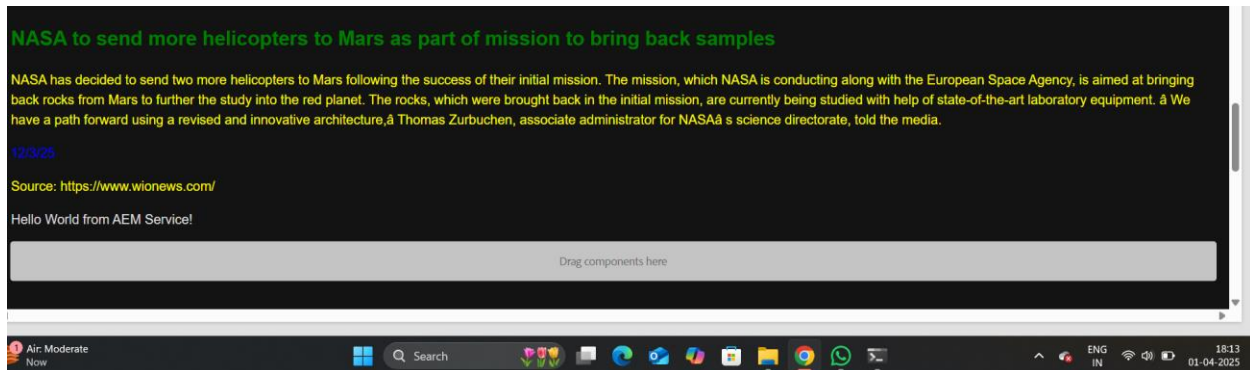 NASA to send more helicopters to Mars as part of mission to bring back samples
NASA has decided to send two more helicopters to Mars following the success of their initial mission. The mission, which NASA is conducting along with the European Space Agency, is aimed at bringing
back rocks from Mars to further the study into the red planet. The rocks, which were brought back in the initial mission, are currently being studied with help of state-of-the-art laboratory equipment. â We
have a path forward using a revised and innovative architecture,â Thomas Zurbuchen, associate administrator for NASAâ s science directorate, told the media.
12/3/25
Source: https://www.wionews.com/
Hello World from AEM Service!
Drag components here
1
Air: Moderate
Now
Search
ENG
IN
18:13
01-04-2025